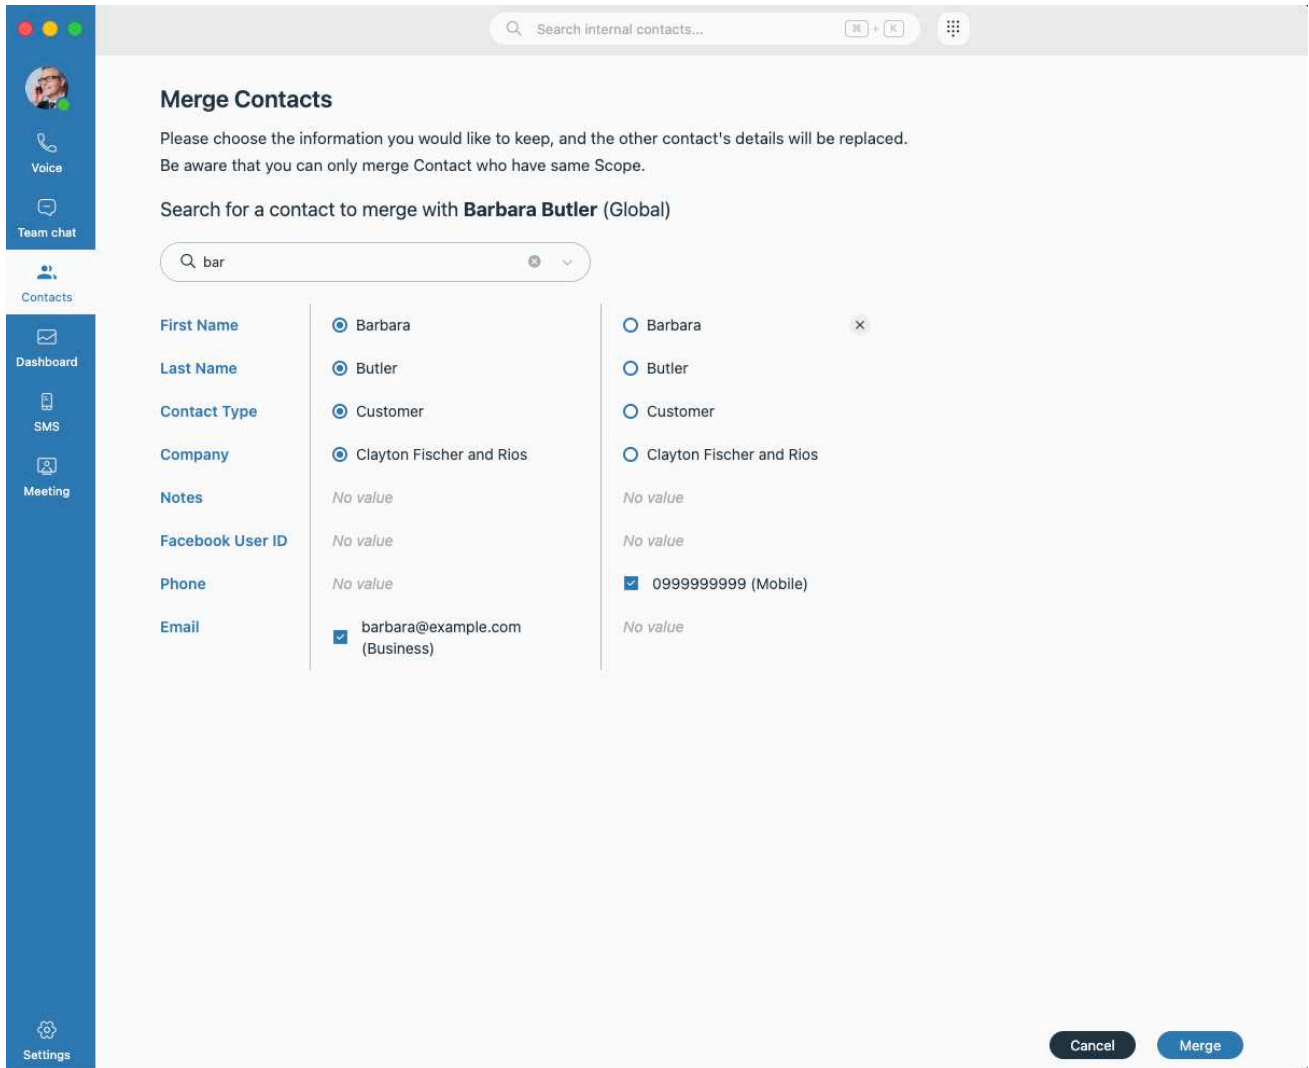 Search internal contacts...
⌘ + K
Voice
Team chat
Contacts
Dashboard
SMS
Meeting
Settings
Merge Contacts
Please choose the information you would like to keep, and the other contact's details will be replaced.
Be aware that you can only merge Contact who have same Scope.
Search for a contact to merge with Barbara Butler (Global)
bar
First Name Barbara Barbara
Last Name Butler Butler
Contact Type Customer Customer
Company Clayton Fischer and Rios Clayton Fischer and Rios
Notes No value No value
Facebook User ID No value No value
Phone No value 0999999999 (Mobile)
Email barbara@example.com No value
(Business)
Cancel Merge